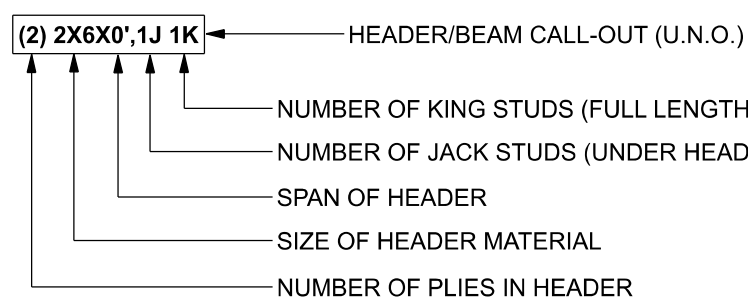 (2) 2X6X0',1J 1K
HEADER/BEAM CALL-OUT (U.N.O.)
NUMBER OF KING STUDS (FULL LENGTH
NUMBER OF JACK STUDS (UNDER HEAD
SPAN OF HEADER
SIZE OF HEADER MATERIAL
NUMBER OF PLIES IN HEADER